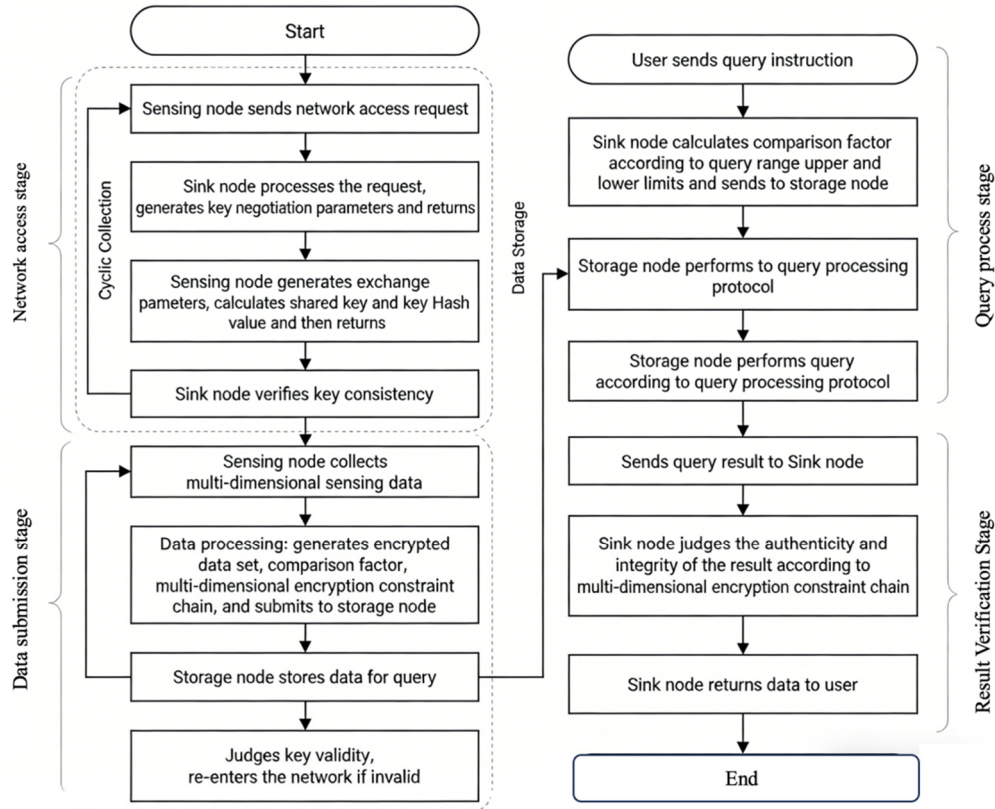 Start
Network access stage
Cyclic Collection
Sensing node sends network access request
Sink node processes the request,
generates key negotiation parameters and returns
Sensing node generates exchange
pameters, calculates shared key and key Hash
value and then returns
Sink node verifies key consistency
Data submission stage
Sensing node collects
multi-dimensional sensing data
Data processing: generates encrypted
data set, comparison factor,
multi-dimensional encryption constraint
chain, and submits to storage node
Storage node stores data for query
Judges key validity,
re-enters the network if invalid
Data Storage
User sends query instruction
Sink node calculates comparison factor
according to query range upper and
lower limits and sends to storage node
Storage node performs to query processing
protocol
Storage node performs query
according to query processing protocol
Query process stage
Sends query result to Sink node
Sink node judges the authenticity and
integrity of the result according to
multi-dimensional encryption constraint chain
Sink node returns data to user
Result Verification Stage
End